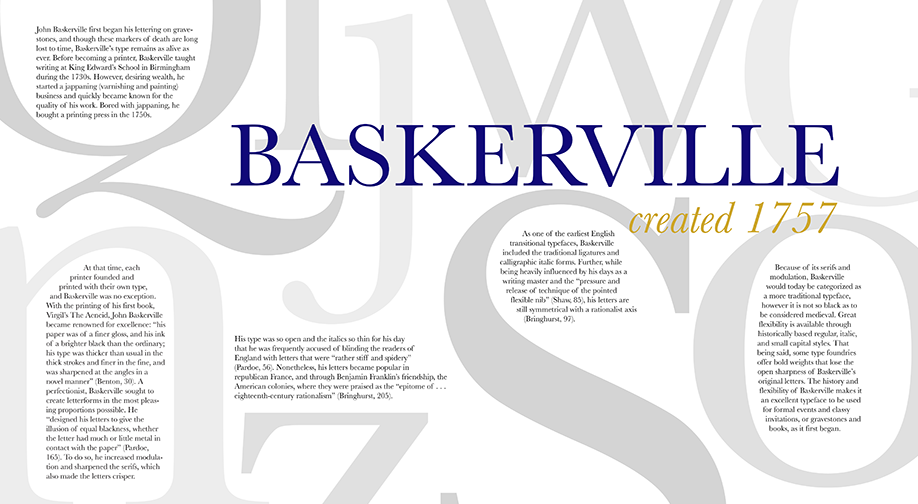 John Baskerville first began his lettering on grave-
stones, and though these markers of death are long
lost to time, Baskerville's type remains as alive as
ever. Before becoming a printer, Baskerville taught
writing at King Edward's School in Birmingham
during the 1730s. However, desiring wealth, he
started a jappaning (varnishing and painting)
business and quickly became known for the
quality of his work. Bored with jappaning, he
bought a printing press in the 1750s.
BASKERVILLE
created 1757
At that time, each
printer founded and
printed with their own type,
and Baskerville was no exception.
With the printing of his first book,
Virgil's The Aeneid, John Baskerville
became renowned for excellence: “his
paper was of a finer gloss, and his ink
of a brighter black than the ordinary;
his type was thicker than usual in the
thick strokes and finer in the fine, and
was sharpened at the angles in a
novel manner” (Benton, 30). A
perfectionist, Baskerville sought to
create letterforms in the most pleas-
ing proportions possible. He
“designed his letters to give the
illusion of equal blackness, whether
the letter had much or little metal in
contact with the paper” (Pardoe,
165). To do so, he increased modula-
tion and sharpened the serifs, which
also made the letters crisper.
His type was so open and the italics so thin for his day
that he was frequently accused of blinding the readers of
England with letters that were “rather stiff and spidery”
(Pardoe, 56). Nonetheless, his letters became popular in
republican France, and through Benjamin Franklin's friendship, the
American colonies, where they were praised as the “epitome of . . .
eighteenth-century rationalism” (Bringhurst, 205).
As one of the earliest English
transitional typefaces, Baskerville
included the traditional ligatures and
calligraphic italic forms. Further, while
being heavily influenced by his days as a
writing master and the “pressure and
release of technique of the pointed
flexible nib” (Shaw, 85), his letters are
still symmetrical with a rationalist axis
(Bringhurst, 97).
Because of its serifs and
modulation, Baskerville
would today be categorized as
a more traditional typeface,
however it is not so black as to
be considered medieval. Great
flexibility is available through
historically based regular, italic,
and small capital styles. That
being said, some type foundries
offer bold weights that lose the
open sharpness of Baskerville's
original letters. The history and
flexibility of Baskerville makes it
an excellent typeface to be used
for formal events and classy
invitations, or gravestones and
books, as it first began.